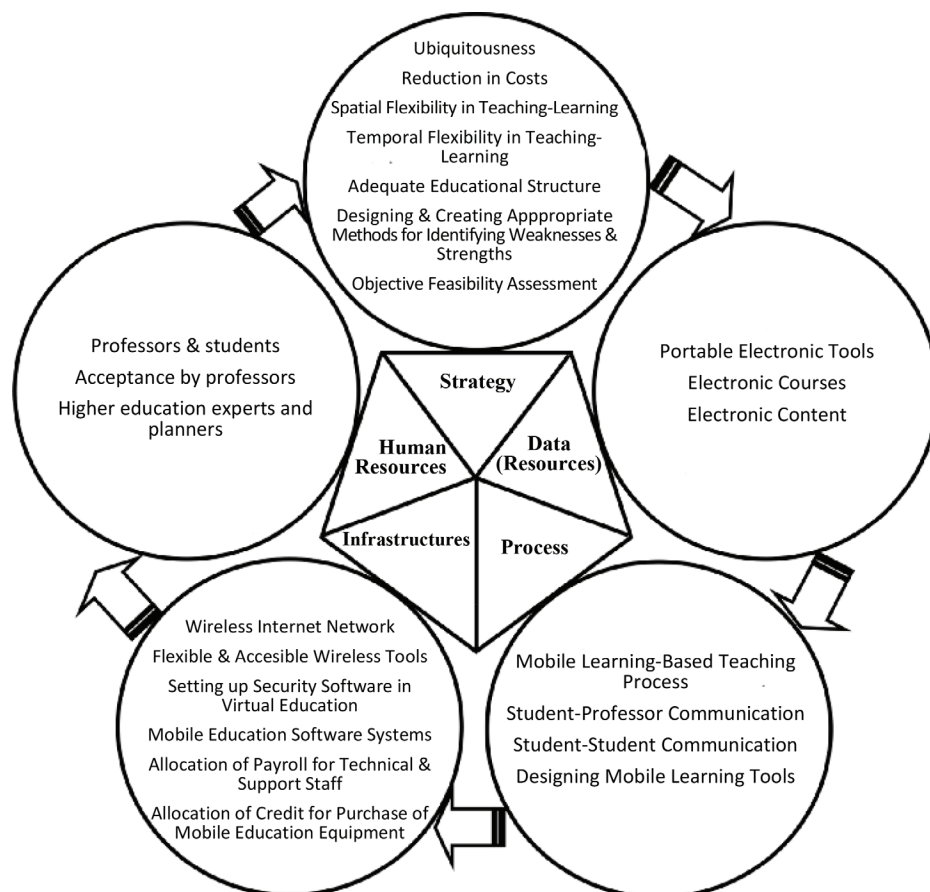 Ubiquitousness
Reduction in Costs
Spatial Flexibility in Teaching-Learning
Temporal Flexibility in Teaching-
Learning
Adequate Educational Structure
Designing & Creating Apppropriate
Methods for Identifying Weaknesses &
Strengths
Objective Feasibility Assessment
Professors & students
Acceptance by professors
Higher education experts and
planners
Portable Electronic Tools
Electronic Courses
Electronic Content
Strategy
Human
Resources
Data
(Resources)
Infrastructures
Process
Wireless Internet Network
Flexible & Accesible Wireless Tools
Setting up Security Software in
Virtual Education
Mobile Education Software Systems
Allocation of Payroll for Technical &
Support Staff
Allocation of Credit for Purchase of
Mobile Education Equipment
Mobile Learning-Based Teaching
Process
Student-Professor Communication
Student-Student Communication
Designing Mobile Learning Tools